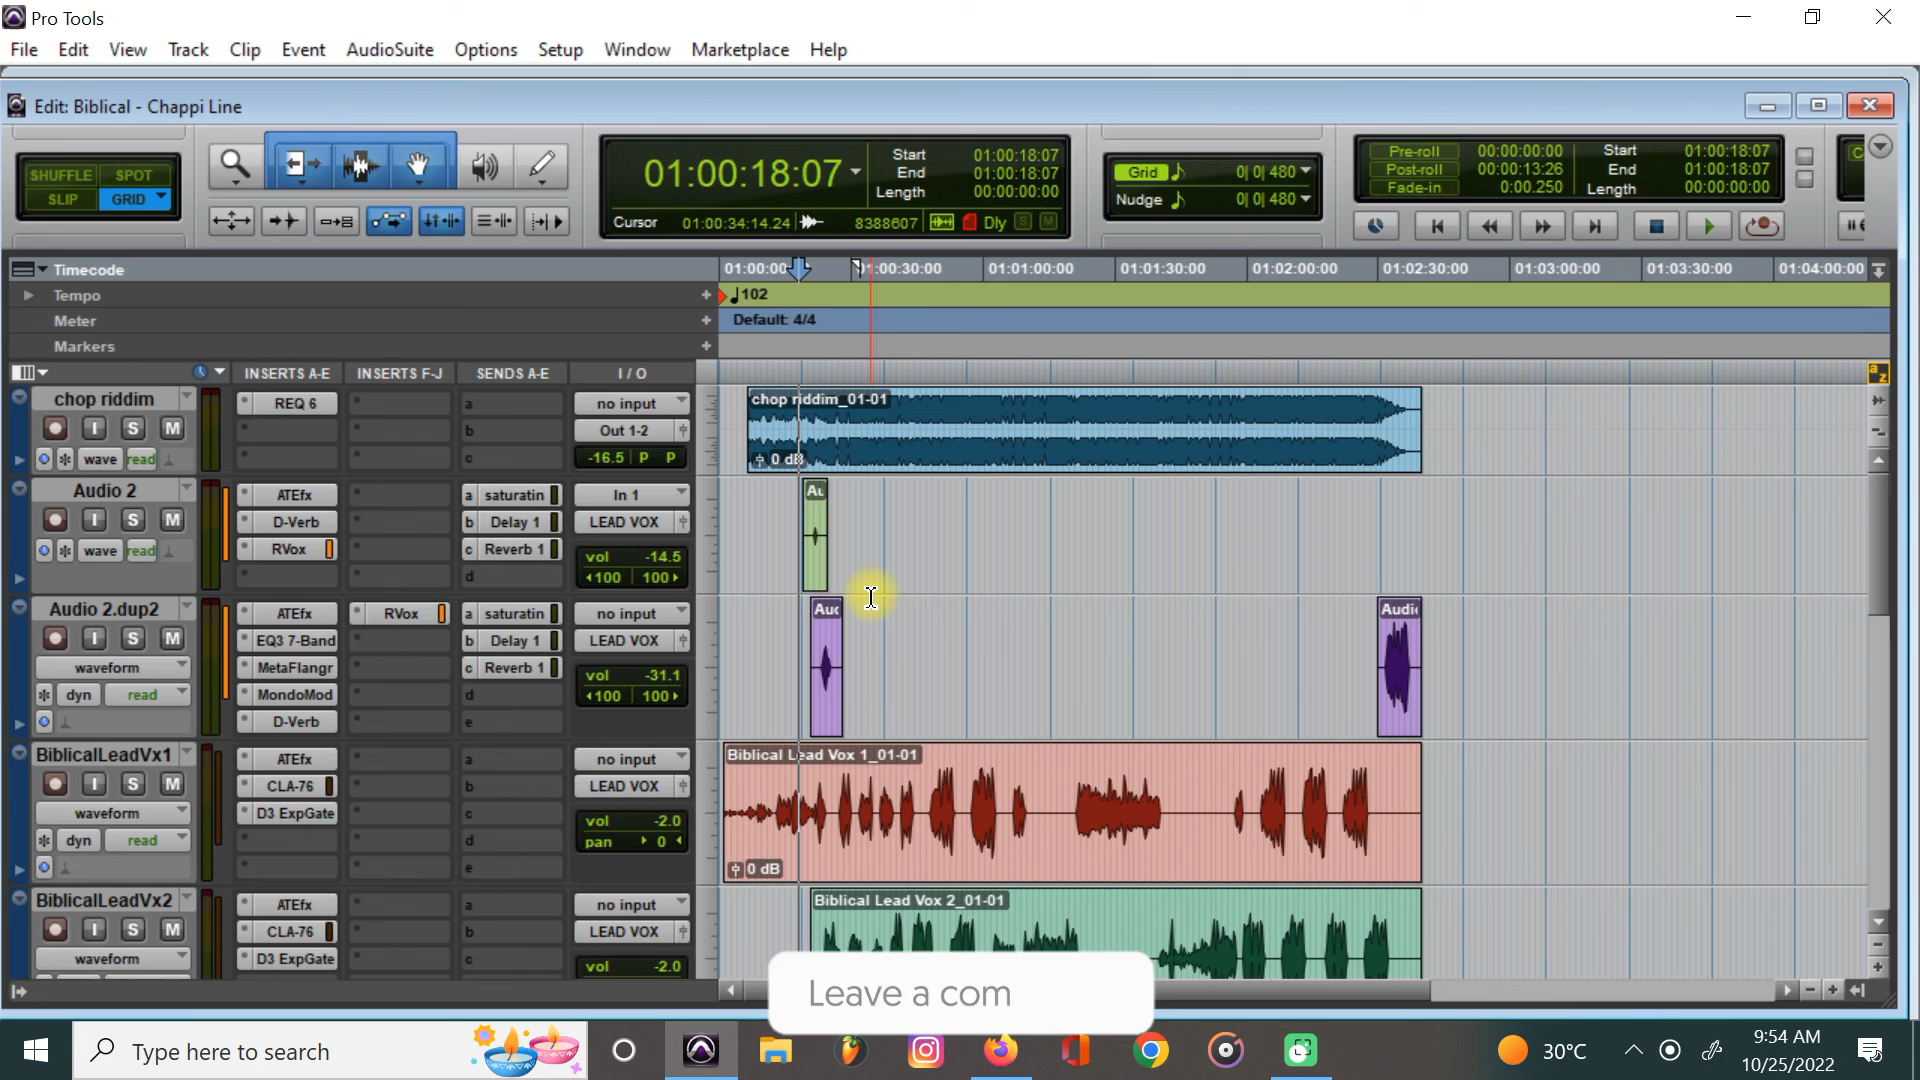 Pro Tools
File Edit View Track Clip Event AudioSuite Options Setup Window Marketplace Help
Edit: Biblical - Chappi Line
SHUFFLE SPOT
SLIP GRID
01:00:18:07
Start 01:00:18:07
End 01:00:18:07
Length 00:00:00:00
Cursor 01:00:34:14.24 8388607 Dly S M
Grid 0| 0| 480
Nudge 0| 0| 480
Pre-roll 00:00:00:00
Post-roll 00:00:13:26
Fade-in 0:00.250
Start 01:00:18:07
End 01:00:18:07
Length 00:00:00:00
Timecode 01:00:00 01:00:30:00 01:01:00:00 01:01:30:00 01:02:00:00 01:02:30:00 01:03:00:00 01:03:30:00 01:04:00:00
Tempo + 102
Meter + Default: 4/4
Markers +
INSERTS A-E INSERTS F-J SENDS A-E I / O
a z
chop riddim REQ 6 a no input
I S M b Out 1-2
wave read c -16.5 P P
chop riddim_01-01
0 dB
Audio 2 ATEfx a saturatin In 1
I S M D-Verb b Delay 1 LEAD VOX
wave read RVox c Reverb 1 vol -14.5
d 100 100
Au
Audio 2.dup2 ATEfx RVox a saturatin no input
I S M EQ3 7-Band b Delay 1 LEAD VOX
waveform MetaFlangr c Reverb 1 vol -31.1
dyn read MondoMod d 100 100
D-Verb e
Auc Audi
BiblicalLeadVx1 ATEfx a no input
I S M CLA-76 b LEAD VOX
waveform D3 ExpGate c vol -2.0
dyn read d pan 0
e
Biblical Lead Vox 1_01-01
0 dB
BiblicalLeadVx2 ATEfx a no input
I S M CLA-76 b LEAD VOX
waveform D3 ExpGate c vol -2.0
Biblical Lead Vox 2_01-01
Leave a com
Type here to search
30°C
9:54 AM
10/25/2022